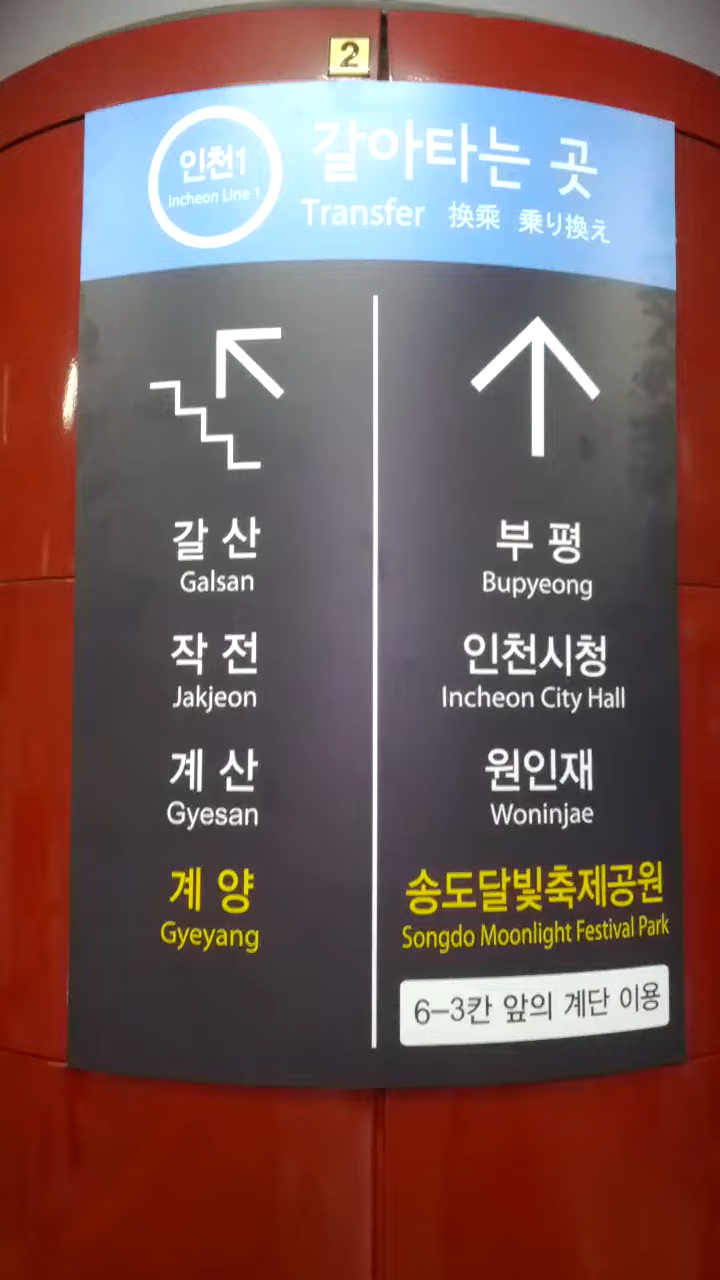 2
인천1
Incheon Line 1
갈아타는 곳
Transfer 换乘 乗り換え
갈산
Galsan
작전
Jakjeon
계산
Gyesan
계양
Gyeyang
부평
Bupyeong
인천시청
Incheon City Hall
원인재
Woninjae
송도달빛축제공원
Songdo Moonlight Festival Park
6-3칸 앞의 계단 이용